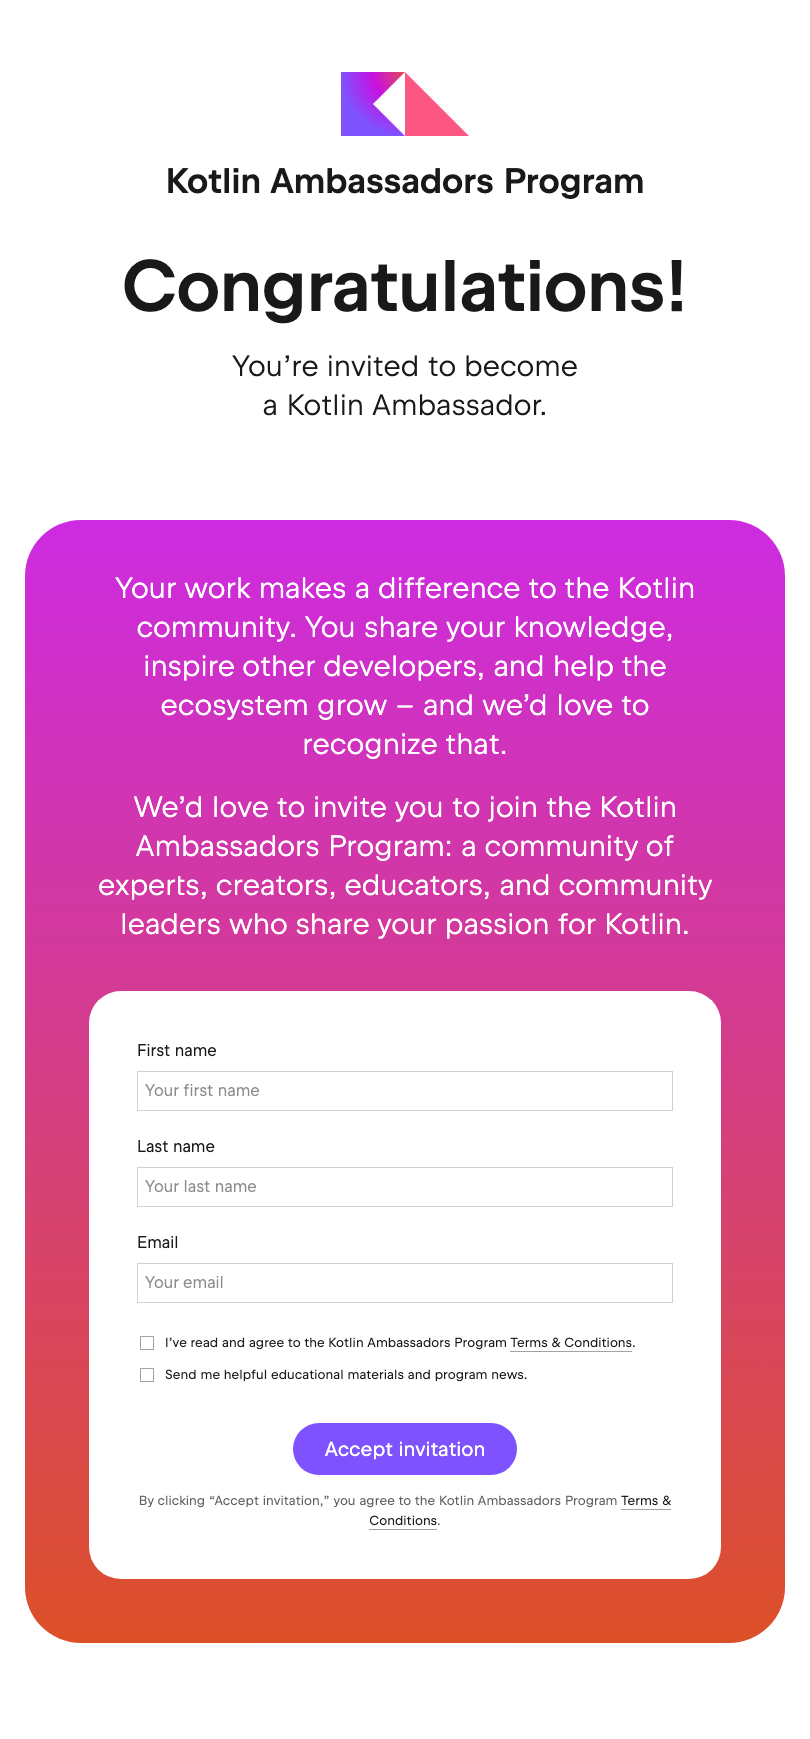 Kotlin Ambassadors Program
Congratulations!
You’re invited to become
a Kotlin Ambassador.
Your work makes a difference to the Kotlin
community. You share your knowledge,
inspire other developers, and help the
ecosystem grow – and we’d love to
recognize that.
We’d love to invite you to join the Kotlin
Ambassadors Program: a community of
experts, creators, educators, and community
leaders who share your passion for Kotlin.
First name
Your first name
Last name
Your last name
Email
Your email
I’ve read and agree to the Kotlin Ambassadors Program Terms & Conditions.
Send me helpful educational materials and program news.
Accept invitation
By clicking “Accept invitation,” you agree to the Kotlin Ambassadors Program Terms &
Conditions.